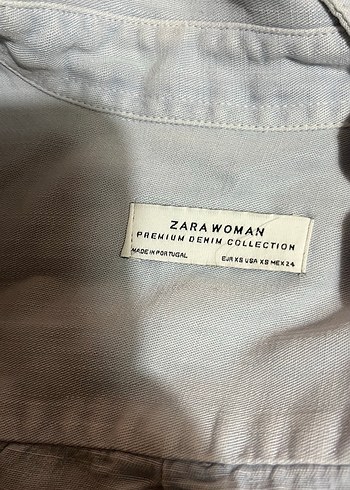 ZARA WOMAN
PREMIUM DENIM COLLECTION
MADE IN PORTUGAL EUR XS USA XS MEX 24